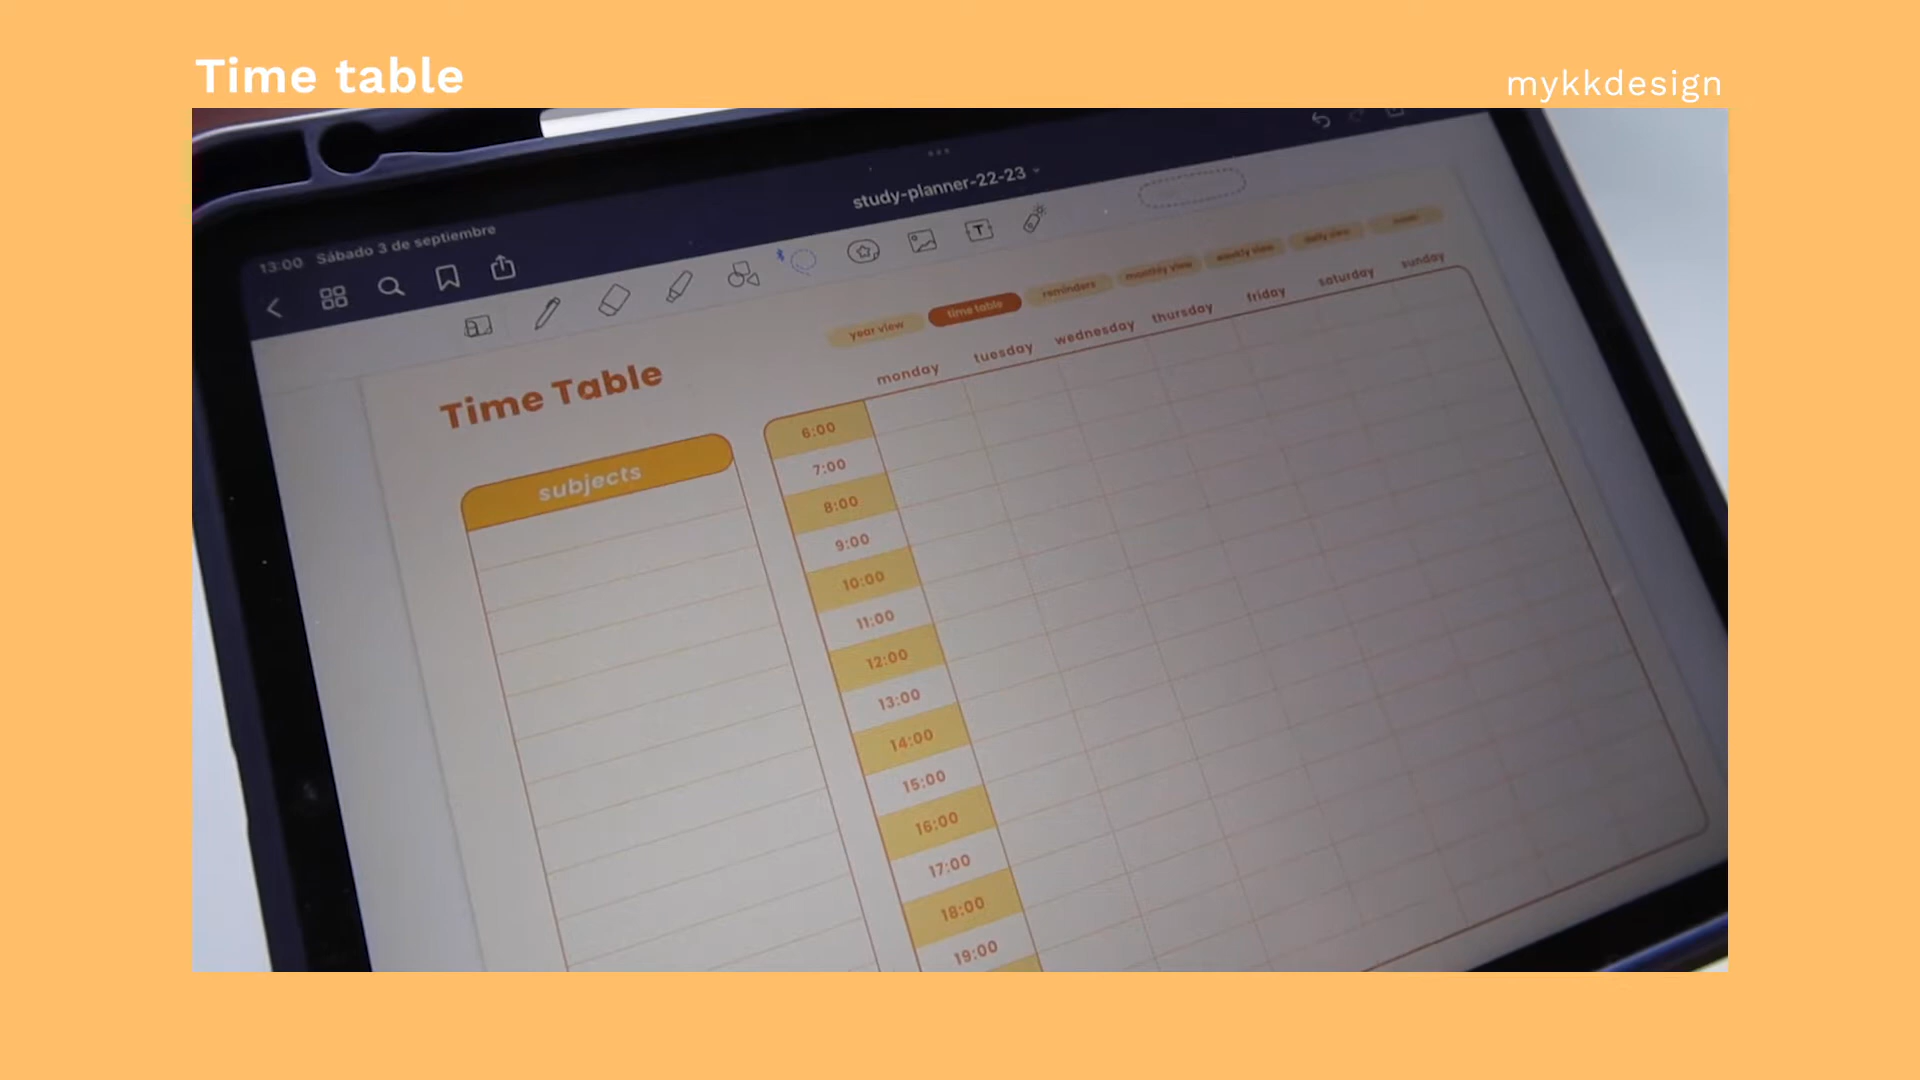 Time table
mykkdesign
study-planner-22-23
13:00 Sábado 3 de septiembre
T
year view
time table
reminders
monthly view
weekly view
daily view
Time Table
monday
tuesday
wednesday
thursday
friday
saturday
sunday
subjects
6:00
7:00
8:00
9:00
10:00
11:00
12:00
13:00
14:00
15:00
16:00
17:00
18:00
19:00